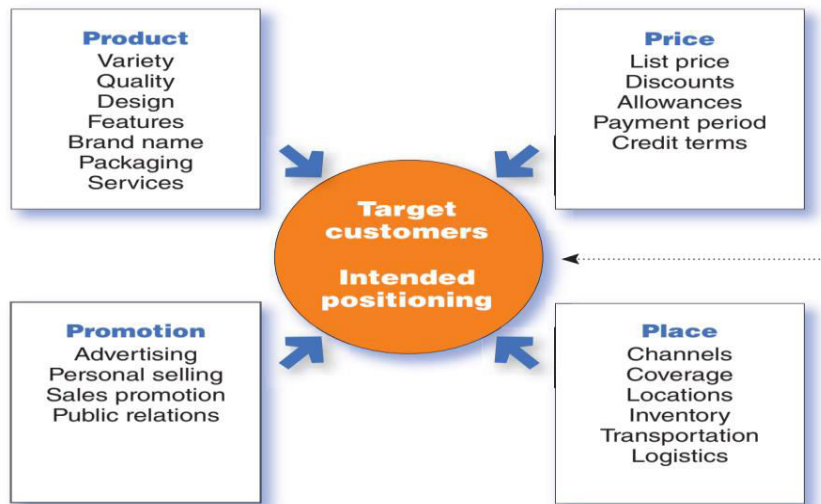 Product
Variety
Quality
Design
Features
Brand name
Packaging
Services
Price
List price
Discounts
Allowances
Payment period
Credit terms
Target
customers
Intended
positioning
Promotion
Advertising
Personal selling
Sales promotion
Public relations
Place
Channels
Coverage
Locations
Inventory
Transportation
Logistics